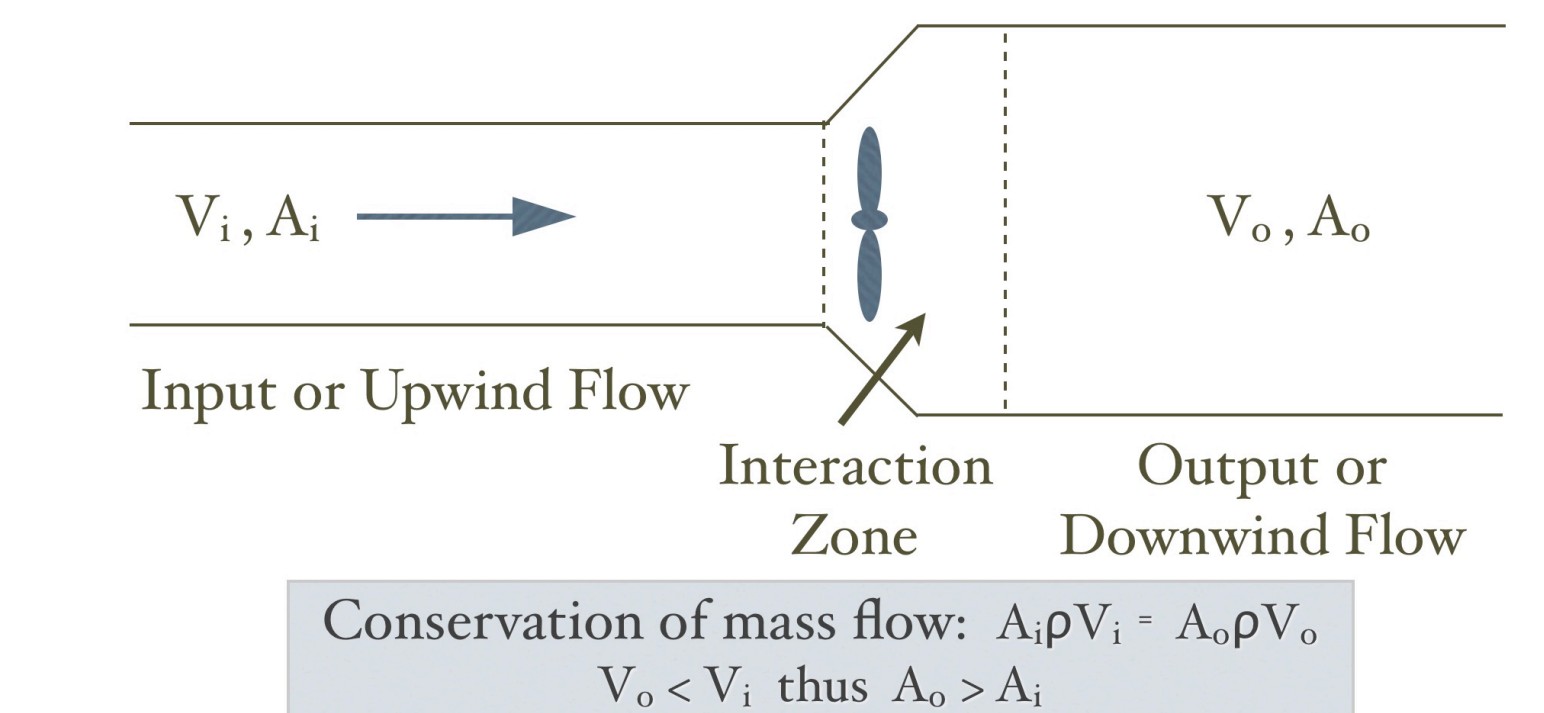 Vᵢ , Aᵢ
Vₒ , Aₒ
Input or Upwind Flow
Interaction
Zone
Output or
Downwind Flow
Conservation of mass flow: AᵢρVᵢ = AₒρVₒ
Vₒ < Vᵢ thus Aₒ > Aᵢ